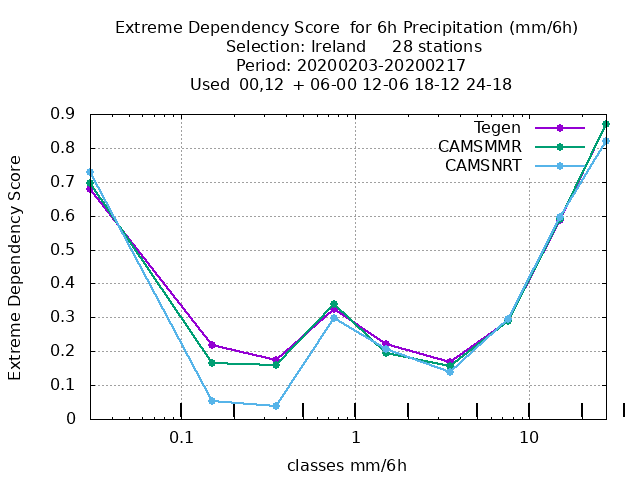 Extreme Dependency Score  for 6h Precipitation (mm/6h)
Selection: Ireland     28 stations
Period: 20200203-20200217
Used  00,12  + 06-00 12-06 18-12 24-18
Tegen
CAMSMMR
CAMSNRT
Extreme Dependency Score
0.9
0.8
0.7
0.6
0.5
0.4
0.3
0.2
0.1
0
0.1 1 10
classes mm/6h